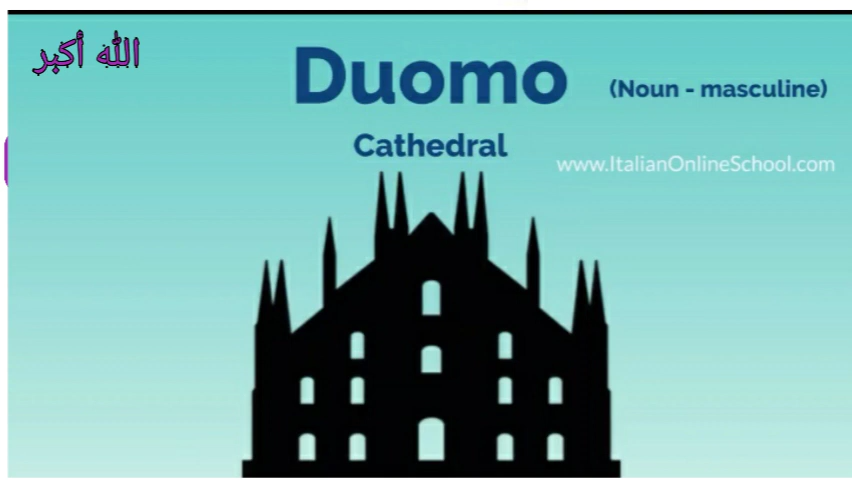 الله أكبر
Duomo
(Noun - masculine)
Cathedral
www.ItalianOnlineSchool.com